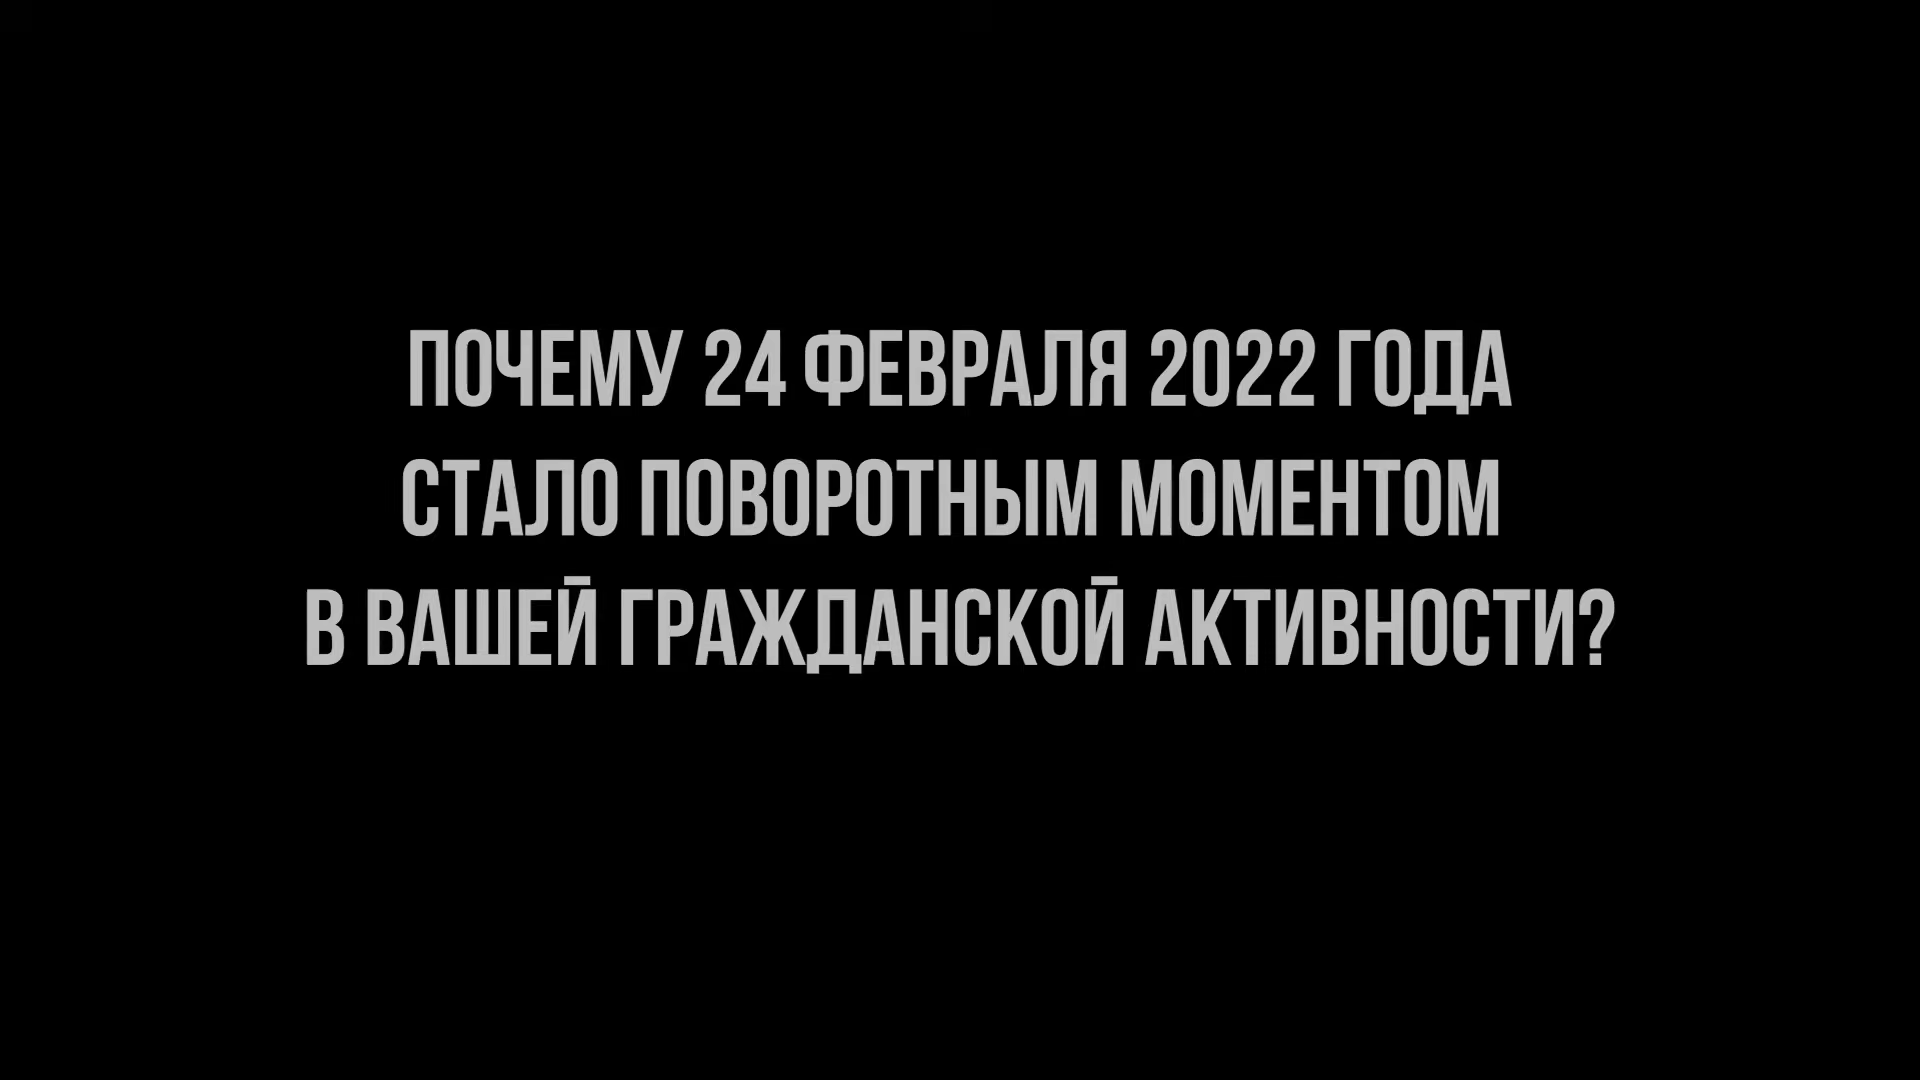 ПОЧЕМУ 24 ФЕВРАЛЯ 2022 ГОДА
СТАЛО ПОВОРОТНЫМ МОМЕНТОМ
В ВАШЕЙ ГРАЖДАНСКОЙ АКТИВНОСТИ?